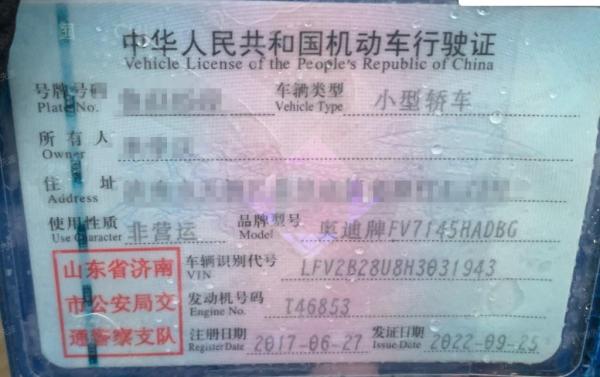 中华人民共和国机动车行驶证
Vehicle License of the People's Republic of China
号牌号码 车辆类型 小型轿车
Plate No. Vehicle Type
所有人
Owner
住址
Address
使用性质 非营运 品牌型号 奥迪牌FV7145HADBG
Use Character Model
山东省济南 车辆识别代号 LFV2B28U8H3031943
VIN
市公安局交 发动机号码 T46853
Engine No.
通警察支队 注册日期 2017-06-27 发证日期 2022-09-25
Register Date Issue Date